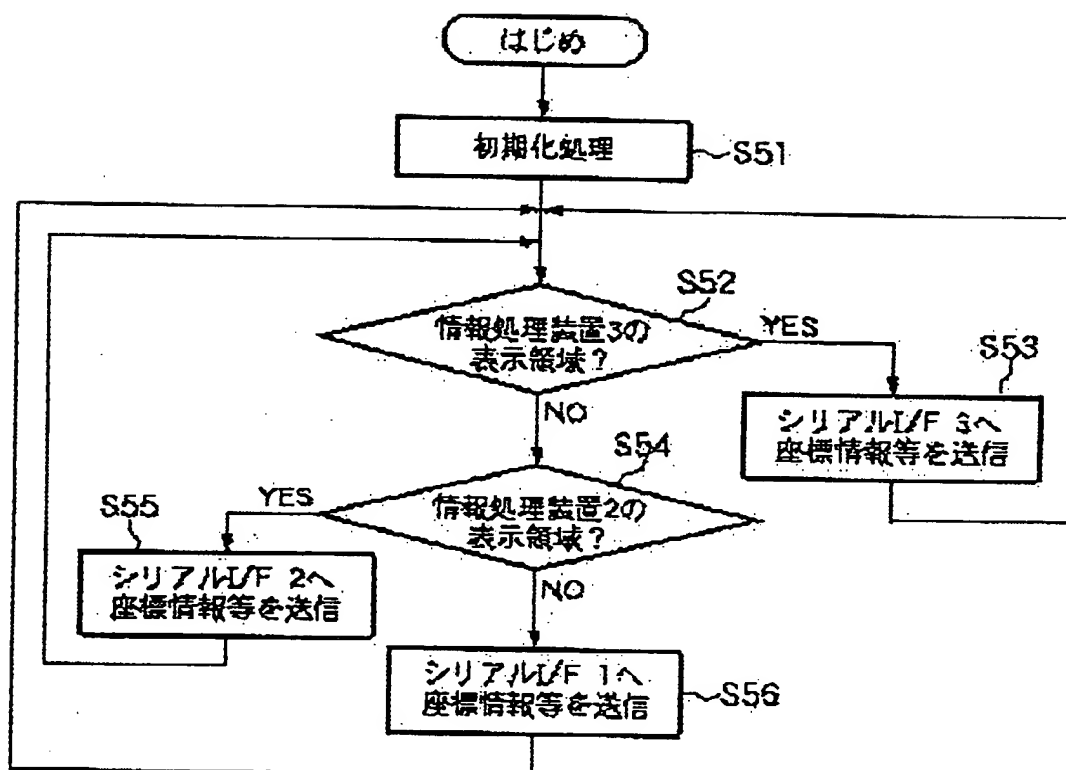 はじめ
初期化処理
S51
S52
情報処理装置3の
表示領域?
YES
NO
S53
シリアルI/F 3へ
座標情報等を送信
S54
情報処理装置2の
表示領域?
YES
NO
S55
シリアルI/F 2へ
座標情報等を送信
シリアルI/F 1へ
座標情報等を送信
S56